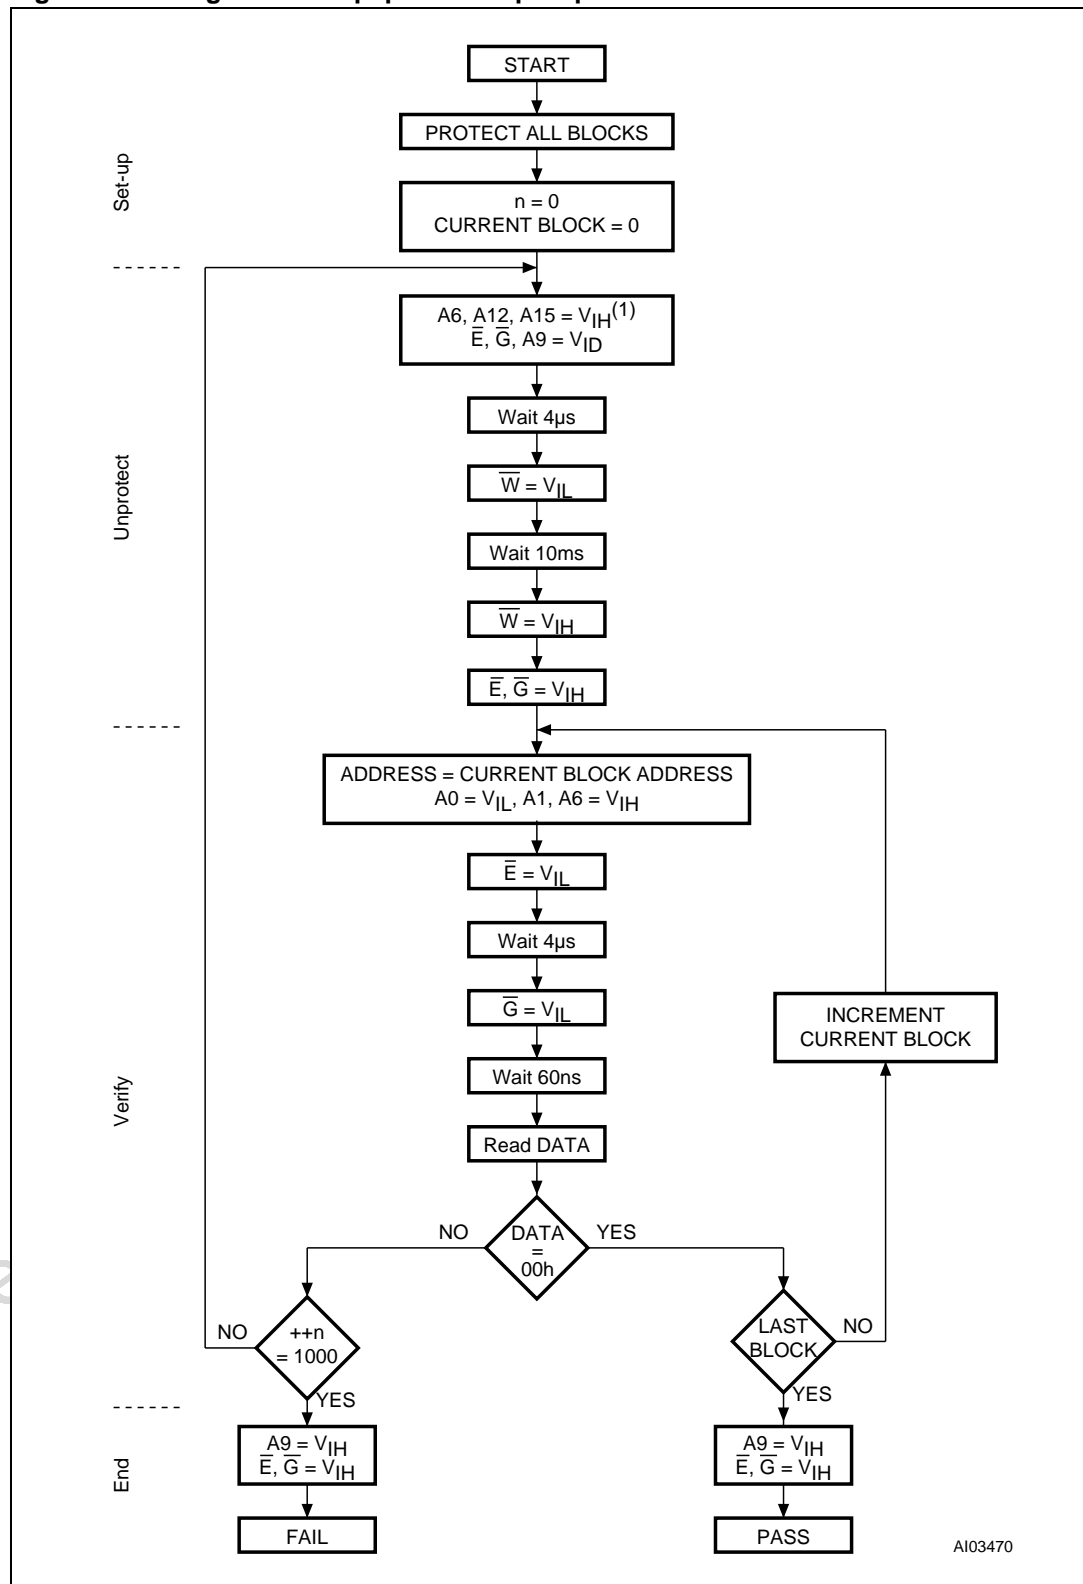 START
PROTECT ALL BLOCKS
Set-up
n = 0
CURRENT BLOCK = 0
A6, A12, A15 = VIH(1)
E̅, G̅, A9 = VID
Wait 4µs
W̅ = VIL
Unprotect
Wait 10ms
W̅ = VIH
E̅, G̅ = VIH
ADDRESS = CURRENT BLOCK ADDRESS
A0 = VIL, A1, A6 = VIH
E̅ = VIL
Wait 4µs
G̅ = VIL
INCREMENT
CURRENT BLOCK
Wait 60ns
Verify
Read DATA
NO
DATA
=
00h
YES
NO
++n
= 1000
LAST
BLOCK
NO
YES
YES
End
A9 = VIH
E̅, G̅ = VIH
A9 = VIH
E̅, G̅ = VIH
FAIL
PASS
AI03470